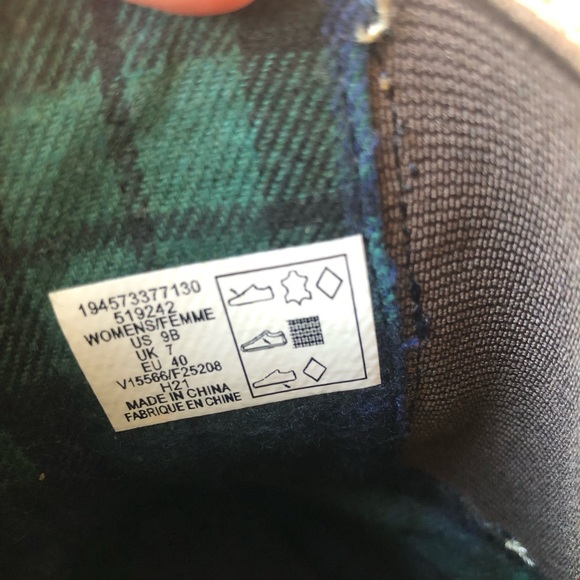 194573377130
519242
WOMENS/FEMME
US 9B
UK 7
EU 40
V15566/F25208
H21
MADE IN CHINA
FABRIQUE EN CHINE